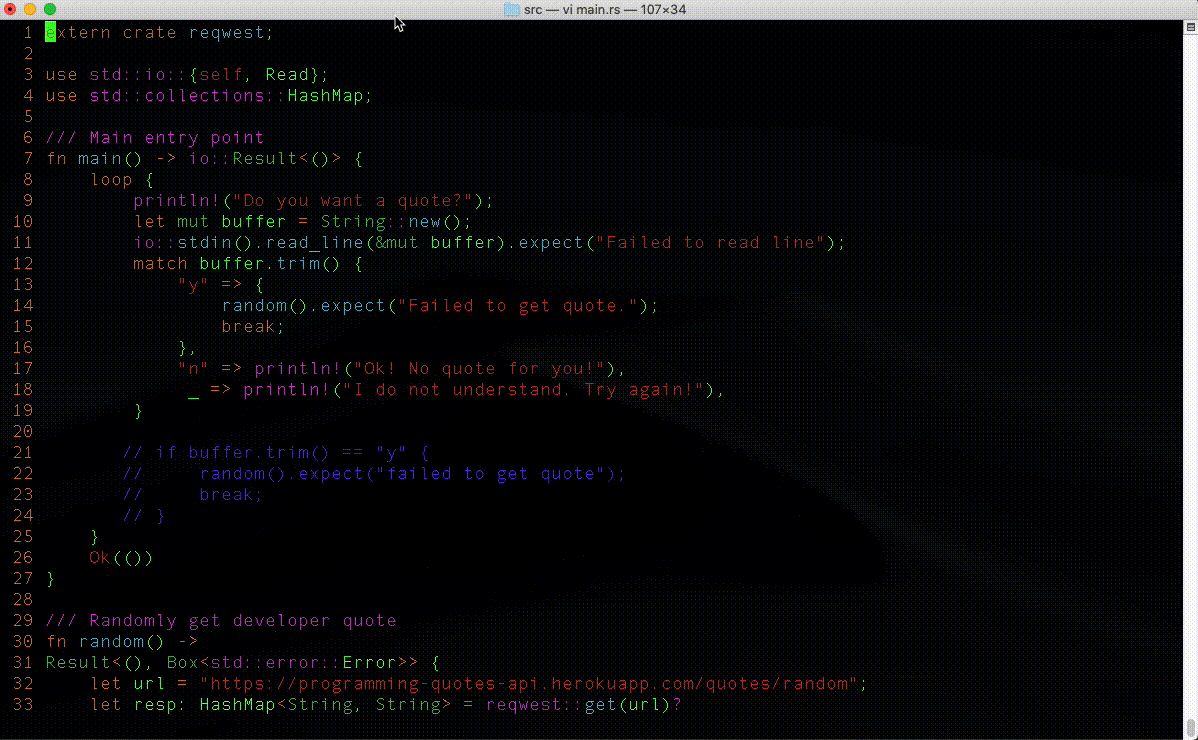 src — vi main.rs — 107×34
1 extern crate reqwest;
2
3 use std::io::{self, Read};
4 use std::collections::HashMap;
5
6 /// Main entry point
7 fn main() -> io::Result<()> {
8     loop {
9         println!("Do you want a quote?");
10         let mut buffer = String::new();
11         io::stdin().read_line(&mut buffer).expect("Failed to read line");
12         match buffer.trim() {
13             "y" => {
14                 random().expect("Failed to get quote.");
15                 break;
16             },
17             "n" => println!("Ok! No quote for you!"),
18              _ => println!("I do not understand. Try again!"),
19         }
20
21        // if buffer.trim() == "y" {
22        //     random().expect("failed to get quote");
23        //     break;
24        // }
25     }
26     Ok(())
27 }
28
29 /// Randomly get developer quote
30 fn random() ->
31 Result<(), Box<std::error::Error>> {
32     let url = "https://programming-quotes-api.herokuapp.com/quotes/random";
33     let resp: HashMap<String, String> = reqwest::get(url)?